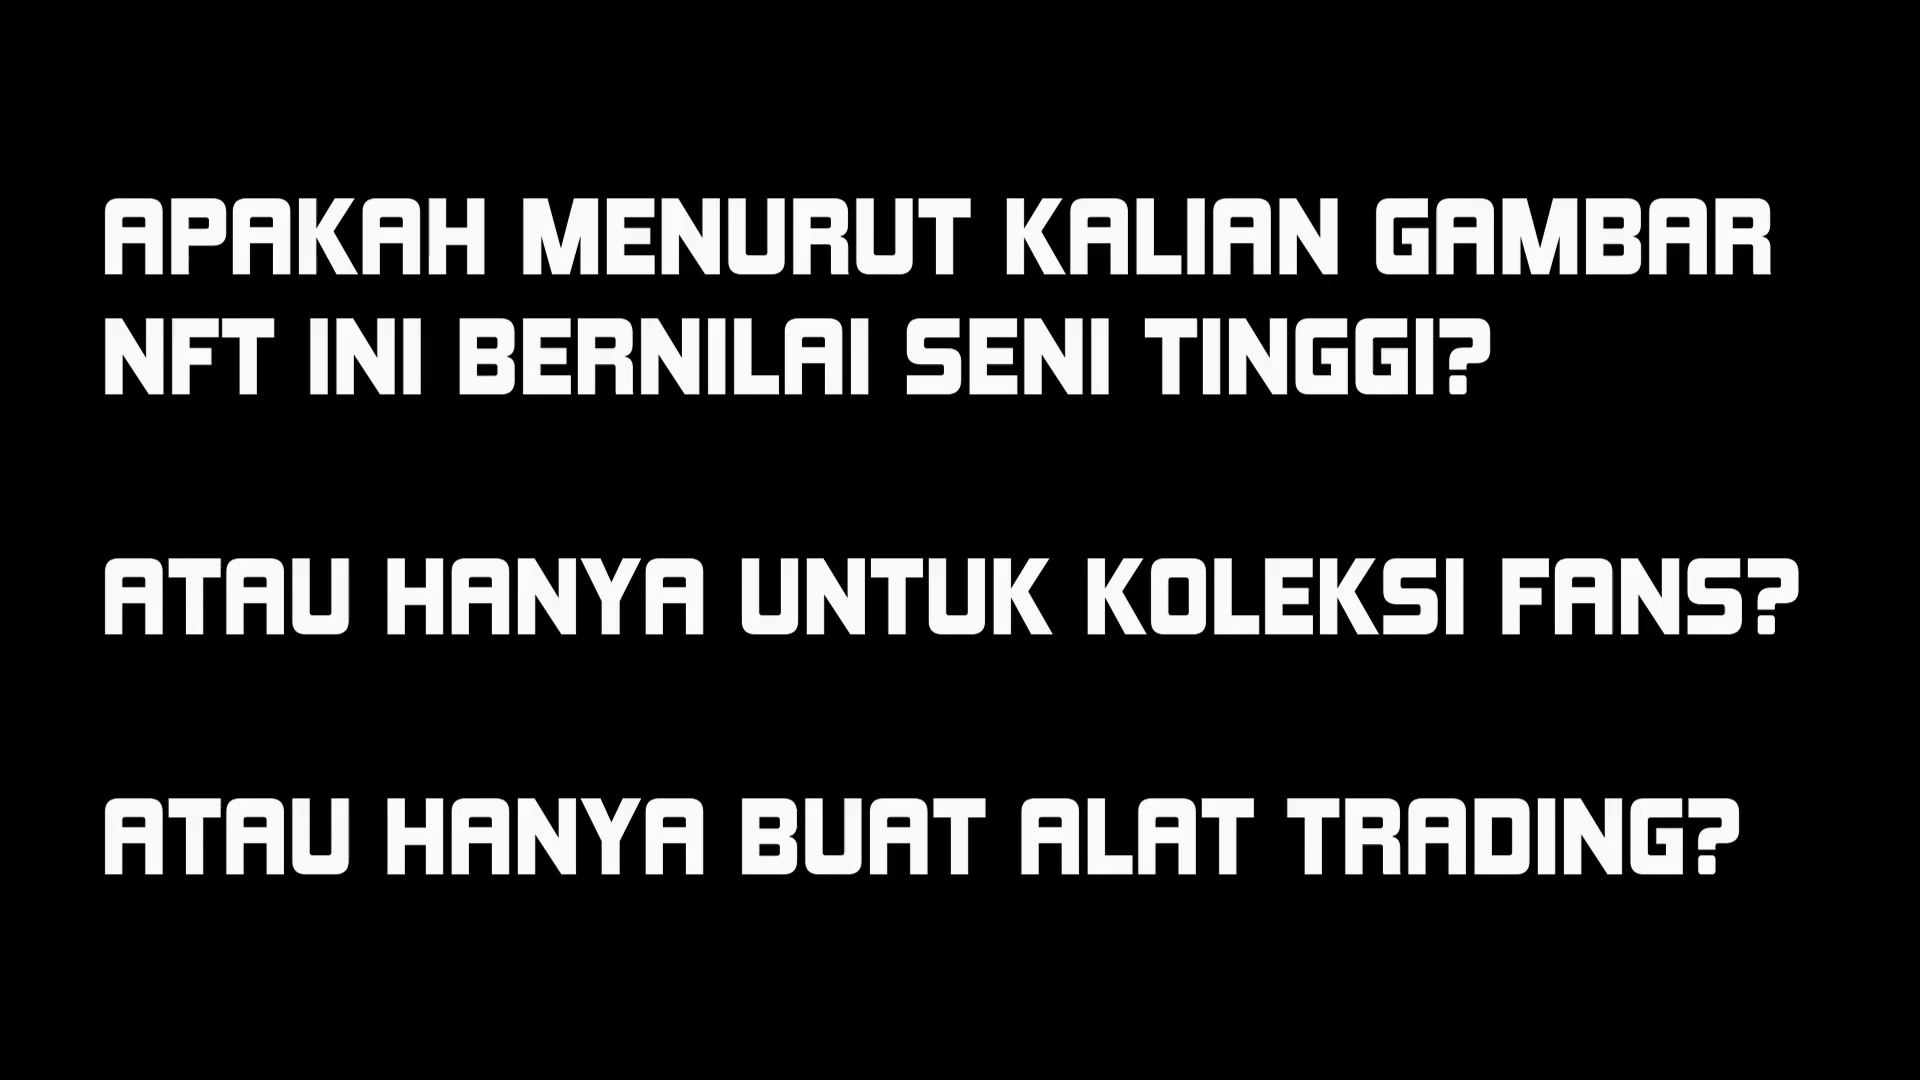 APAKAH MENURUT KALIAN GAMBAR
NFT INI BERNILAI SENI TINGGI?
ATAU HANYA UNTUK KOLEKSI FANS?
ATAU HANYA BUAT ALAT TRADING?